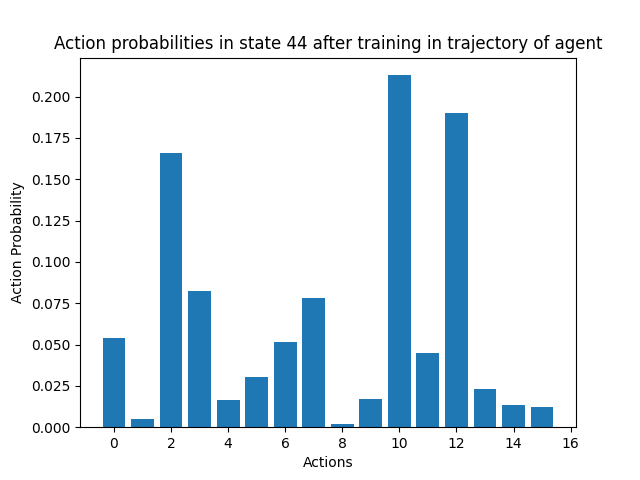 Action probabilities in state 44 after training in trajectory of agent
0.200
0.175
0.150
0.125
0.100
0.075
0.050
0.025
0.000
Action Probability
0 2 4 6 8 10 12 14 16
Actions